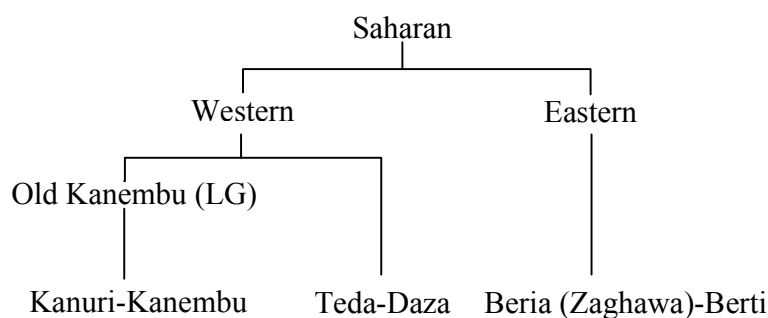 Saharan
Western Eastern
Old Kanembu (LG)
Kanuri-Kanembu Teda-Daza Beria (Zaghawa)-Berti